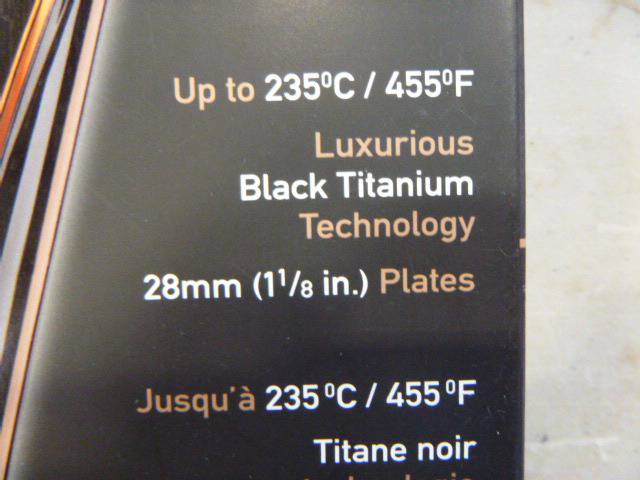 Up to 235⁰C / 455⁰F
Luxurious
Black Titanium
Technology
28mm (1¹/8 in.) Plates
Jusqu'à 235⁰C / 455⁰F
Titane noir